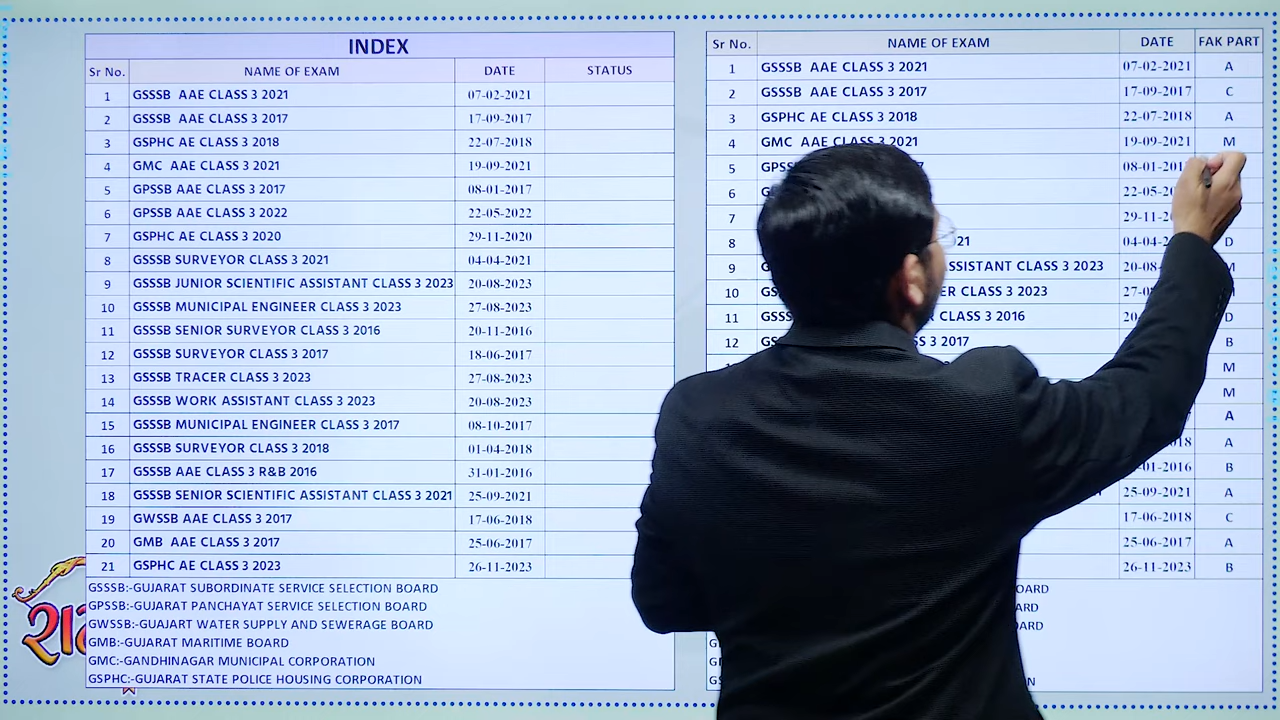 INDEX
Sr No. NAME OF EXAM DATE STATUS
1 GSSSB AAE CLASS 3 2021 07-02-2021
2 GSSSB AAE CLASS 3 2017 17-09-2017
3 GSPHC AE CLASS 3 2018 22-07-2018
4 GMC AAE CLASS 3 2021 19-09-2021
5 GPSSB AAE CLASS 3 2017 08-01-2017
6 GPSSB AAE CLASS 3 2022 22-05-2022
7 GSPHC AE CLASS 3 2020 29-11-2020
8 GSSSB SURVEYOR CLASS 3 2021 04-04-2021
9 GSSSB JUNIOR SCIENTIFIC ASSISTANT CLASS 3 2023 20-08-2023
10 GSSSB MUNICIPAL ENGINEER CLASS 3 2023 27-08-2023
11 GSSSB SENIOR SURVEYOR CLASS 3 2016 20-11-2016
12 GSSSB SURVEYOR CLASS 3 2017 18-06-2017
13 GSSSB TRACER CLASS 3 2023 27-08-2023
14 GSSSB WORK ASSISTANT CLASS 3 2023 20-08-2023
15 GSSSB MUNICIPAL ENGINEER CLASS 3 2017 08-10-2017
16 GSSSB SURVEYOR CLASS 3 2018 01-04-2018
17 GSSSB AAE CLASS 3 R&B 2016 31-01-2016
18 GSSSB SENIOR SCIENTIFIC ASSISTANT CLASS 3 2021 25-09-2021
19 GWSSB AAE CLASS 3 2017 17-06-2018
20 GMB AAE CLASS 3 2017 25-06-2017
21 GSPHC AE CLASS 3 2023 26-11-2023
GSSSB:-GUJARAT SUBORDINATE SERVICE SELECTION BOARD
GPSSB:-GUJARAT PANCHAYAT SERVICE SELECTION BOARD
GWSSB:-GUAJART WATER SUPPLY AND SEWERAGE BOARD
GMB:-GUJARAT MARITIME BOARD
GMC:-GANDHINAGAR MUNICIPAL CORPORATION
GSPHC:-GUJARAT STATE POLICE HOUSING CORPORATION
Sr No. NAME OF EXAM DATE FAK PART
1 GSSSB AAE CLASS 3 2021 07-02-2021 A
2 GSSSB AAE CLASS 3 2017 17-09-2017 C
3 GSPHC AE CLASS 3 2018 22-07-2018 A
4 GMC AAE CLASS 3 2021 19-09-2021 M
5
6
7
8 D
9 ASSISTANT CLASS 3 2023
10 CLASS 3 2023
11 CLASS 3 2016 D
12 3 2017 B
M
M
A
A
B
25-09-2021 A
17-06-2018 C
25-06-2017 A
26-11-2023 B